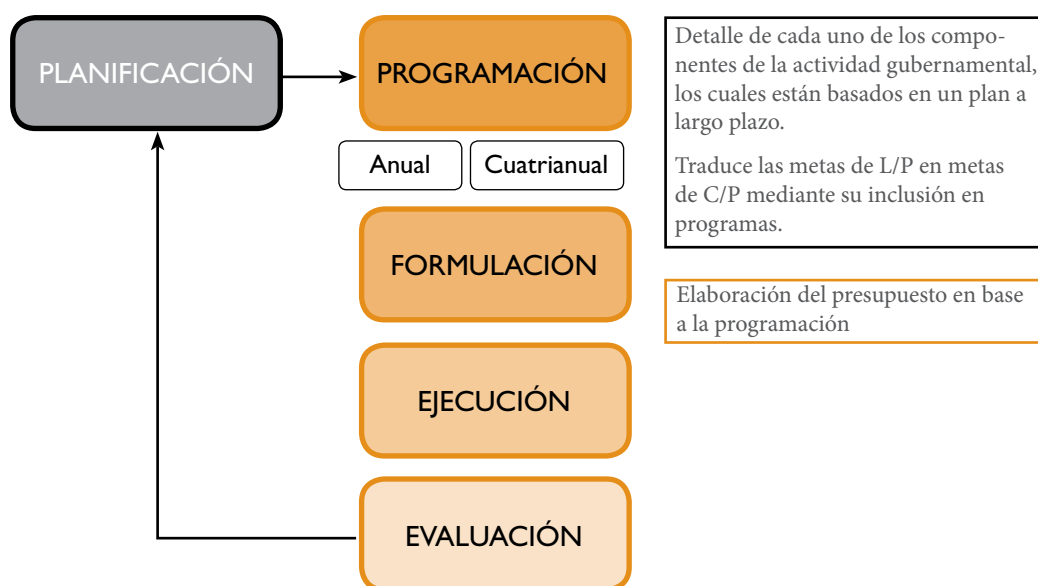 PLANIFICACIÓN
PROGRAMACIÓN
Anual
Cuatrianual
FORMULACIÓN
EJECUCIÓN
EVALUACIÓN
Detalle de cada uno de los compo-
nentes de la actividad gubernamental,
los cuales están basados en un plan a
largo plazo.
Traduce las metas de L/P en metas
de C/P mediante su inclusión en
programas.
Elaboración del presupuesto en base
a la programación